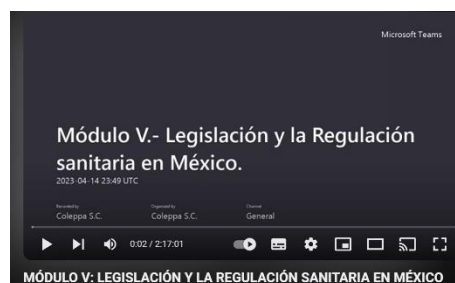 Microsoft Teams
Módulo V.- Legislación y la Regulación
sanitaria en México.
2023-04-14 23:49 UTC
Recorded by Organized by Channel
Coleppa S.C. Coleppa S.C. General
0:02 / 2:17:01
MÓDULO V: LEGISLACIÓN Y LA REGULACIÓN SANITARIA EN MÉXICO